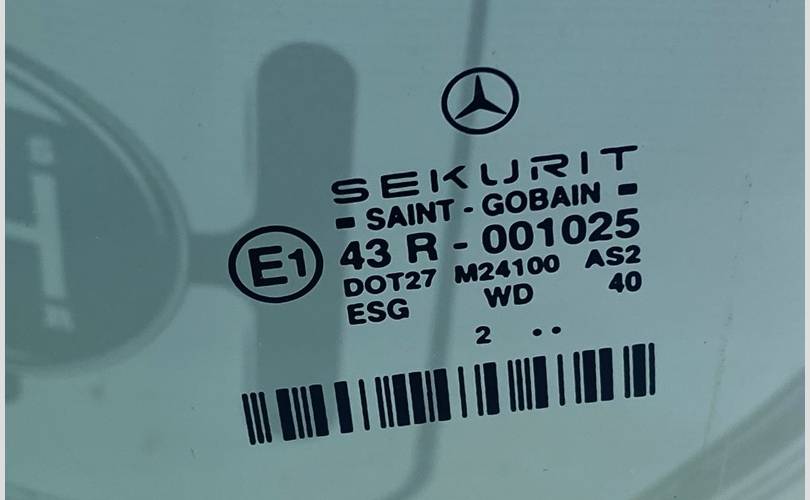 SEKURIT
SAINT - GOBAIN
E1
43 R - 001025
DOT27 M24100 AS2
ESG WD 40
2 ..